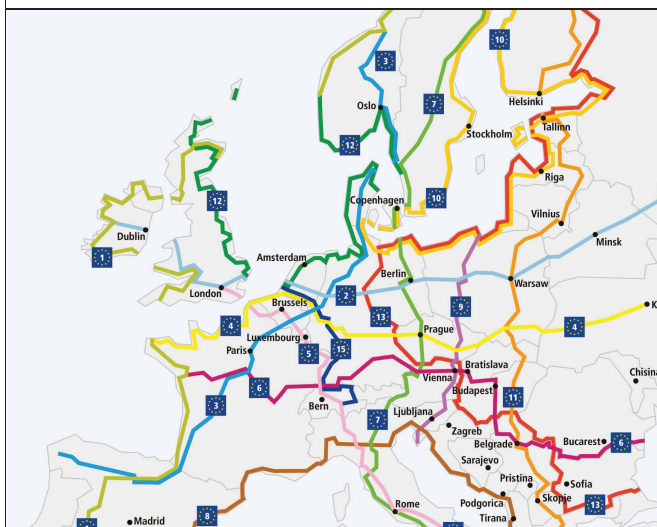 10
3
Helsinki
Oslo
7
Tallinn
Stockholm
12
Riga
12
10
Copenhagen
Vilnius
Dublin
Minsk
1
Amsterdam
Berlin
Warsaw
London
2
Brussels
9
13
4
4
Prague
Luxembourg
5
15
Paris
6
Vienna
Bratislava
Budapest
11
3
Bern
7
Ljubljana
Zagreb
Belgrade
Bucarest
6
Sarajevo
Pristina
Sofia
Podgorica
Skopje
13
8
Rome
Madrid
Tirana